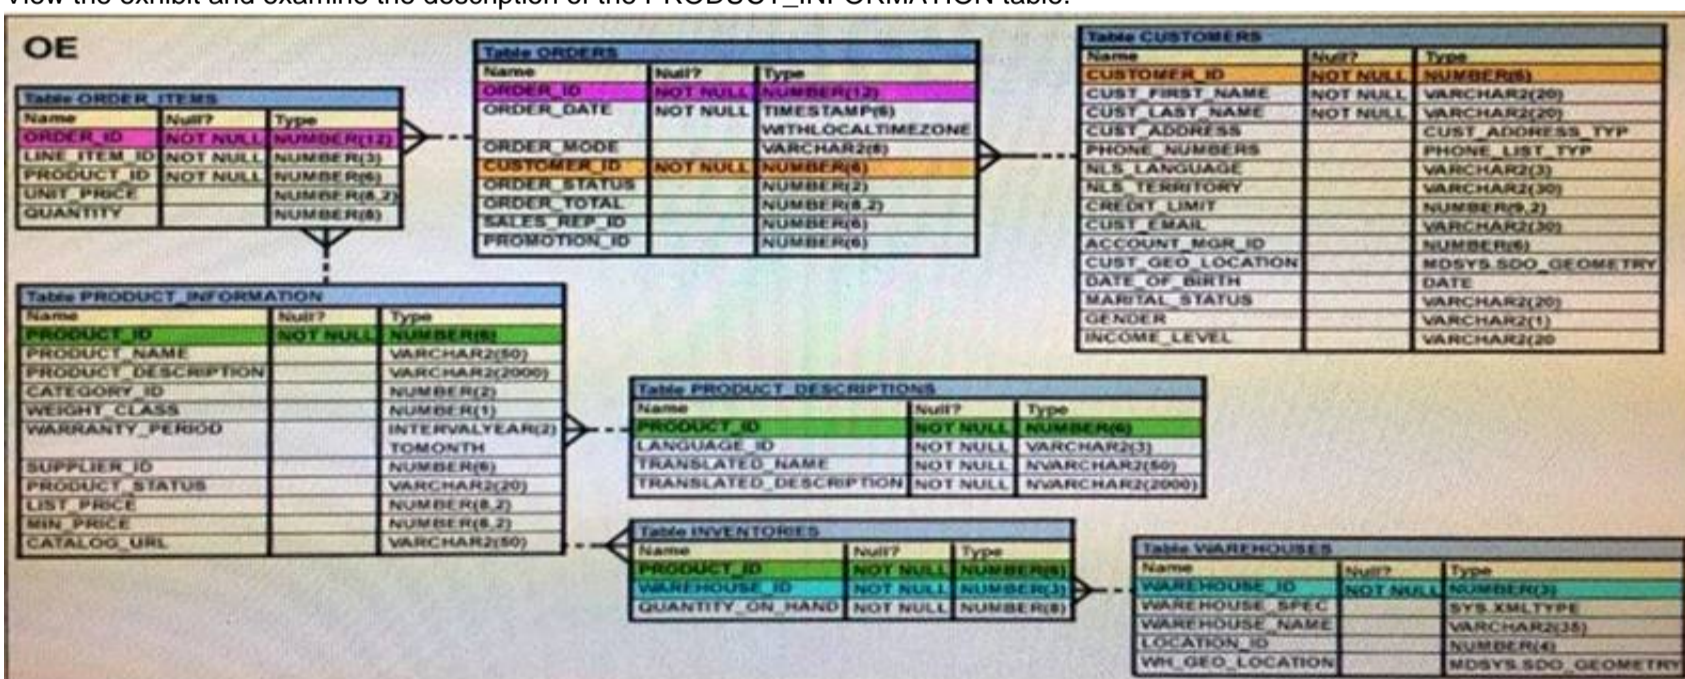 View the exhibit and examine the description of the PRODUCT_INFORMATION table.
OE
Table ORDER_ITEMS
Name Null? Type
ORDER_ID NOT NULL NUMBER(12)
LINE_ITEM_ID NOT NULL NUMBER(3)
PRODUCT_ID NOT NULL NUMBER(6)
UNIT_PRICE NUMBER(8,2)
QUANTITY NUMBER(8)
Table ORDERS
Name Null? Type
ORDER_ID NOT NULL NUMBER(12)
ORDER_DATE NOT NULL TIMESTAMP(6)
WITHLOCALTIMEZONE
ORDER_MODE VARCHAR2(8)
CUSTOMER_ID NOT NULL NUMBER(6)
ORDER_STATUS NUMBER(2)
ORDER_TOTAL NUMBER(8,2)
SALES_REP_ID NUMBER(6)
PROMOTION_ID NUMBER(6)
Table CUSTOMERS
Name Null? Type
CUSTOMER_ID NOT NULL NUMBER(6)
CUST_FIRST_NAME NOT NULL VARCHAR2(20)
CUST_LAST_NAME NOT NULL VARCHAR2(20)
CUST_ADDRESS CUST_ADDRESS_TYP
PHONE_NUMBERS PHONE_LIST_TYP
NLS_LANGUAGE VARCHAR2(3)
NLS_TERRITORY VARCHAR2(30)
CREDIT_LIMIT NUMBER(9,2)
CUST_EMAIL VARCHAR2(30)
ACCOUNT_MGR_ID NUMBER(6)
CUST_GEO_LOCATION MDSYS.SDO_GEOMETRY
DATE_OF_BIRTH DATE
MARITAL_STATUS VARCHAR2(20)
GENDER VARCHAR2(1)
INCOME_LEVEL VARCHAR2(20
Table PRODUCT_INFORMATION
Name Null? Type
PRODUCT_ID NOT NULL NUMBER(6)
PRODUCT_NAME VARCHAR2(50)
PRODUCT_DESCRIPTION VARCHAR2(2000)
CATEGORY_ID NUMBER(2)
WEIGHT_CLASS NUMBER(1)
WARRANTY_PERIOD INTERVALYEAR(2)
TOMONTH
SUPPLIER_ID NUMBER(6)
PRODUCT_STATUS VARCHAR2(20)
LIST_PRICE NUMBER(8,2)
MIN_PRICE NUMBER(8,2)
CATALOG_URL VARCHAR2(50)
Table PRODUCT_DESCRIPTIONS
Name Null? Type
PRODUCT_ID NOT NULL NUMBER(6)
LANGUAGE_ID NOT NULL VARCHAR2(3)
TRANSLATED_NAME NOT NULL NVARCHAR2(50)
TRANSLATED_DESCRIPTION NOT NULL NVARCHAR2(2000)
Table INVENTORIES
Name Null? Type
PRODUCT_ID NOT NULL NUMBER(6)
WAREHOUSE_ID NOT NULL NUMBER(3)
QUANTITY_ON_HAND NOT NULL NUMBER(8)
Table WAREHOUSES
Name Null? Type
WAREHOUSE_ID NOT NULL NUMBER(3)
WAREHOUSE_SPEC SYS.XMLTYPE
WAREHOUSE_NAME VARCHAR2(35)
LOCATION_ID NUMBER(4)
WH_GEO_LOCATION MDSYS.SDO_GEOMETRY